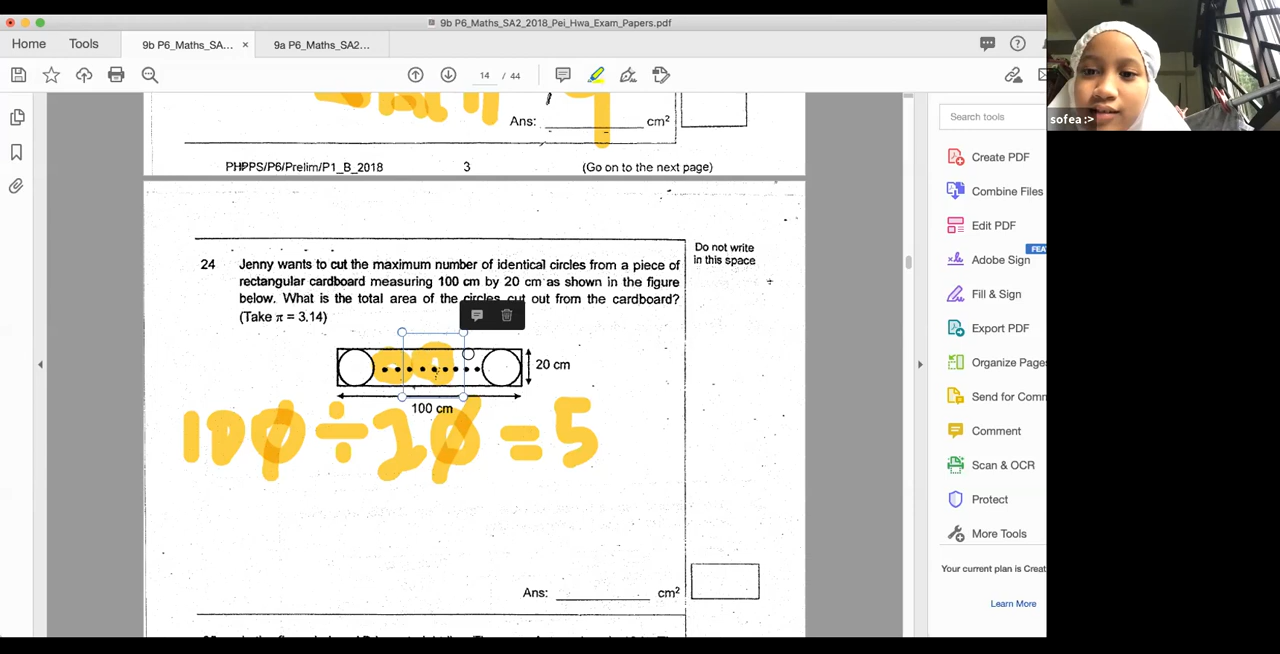 9b P6_Maths_SA2_2018_Pei_Hwa_Exam_Papers.pdf
Home Tools 9b P6_Maths_SA... × 9a P6_Maths_SA2...
14 / 44
sofea :>
Search tools
Ans: cm²
PHPPS/P6/Prelim/P1_B_2018 3 (Go on to the next page)
Do not write
in this space
24 Jenny wants to cut the maximum number of identical circles from a piece of
rectangular cardboard measuring 100 cm by 20 cm as shown in the figure
below. What is the total area of the circles cut out from the cardboard?
(Take π = 3.14)
20 cm
100 cm
100 ÷ 20 = 5
Ans: cm²
Create PDF
Combine Files
Edit PDF
FEA
Adobe Sign
Fill & Sign
Export PDF
Organize Pages
Send for Comm
Comment
Scan & OCR
Protect
More Tools
Your current plan is Creat
Learn More